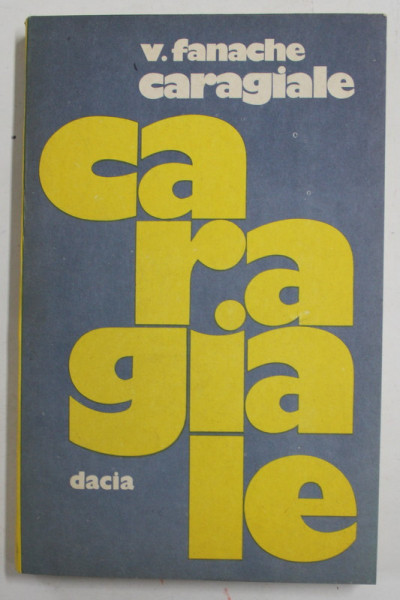 v. fanache
caragiale
ca
ra
gia
le
dacia